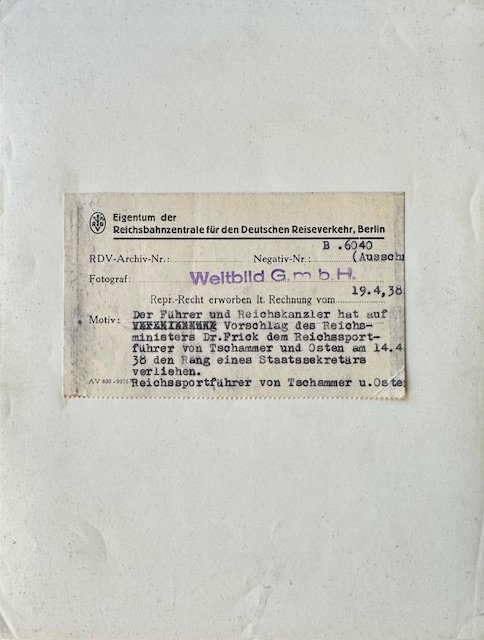 Eigentum der
Reichsbahnzentrale für den Deutschen Reiseverkehr, Berlin
B .6040
RDV-Archiv-Nr.: Negativ-Nr.: (Ausschn
Fotograf: Weltbild G.m b.H.
Repr.-Recht erworben lt. Rechnung vom 19.4,38
Motiv: Der Führer und Reichskanzler hat auf
Vorschlag des Reichs-
ministers Dr.Frick dem Reichssport-
führer von Tschammer und Osten am 14.4
38 den Rang eines Staatssekretärs
verliehen.
AV 833 Reichssportführer von Tschammer u.Osten